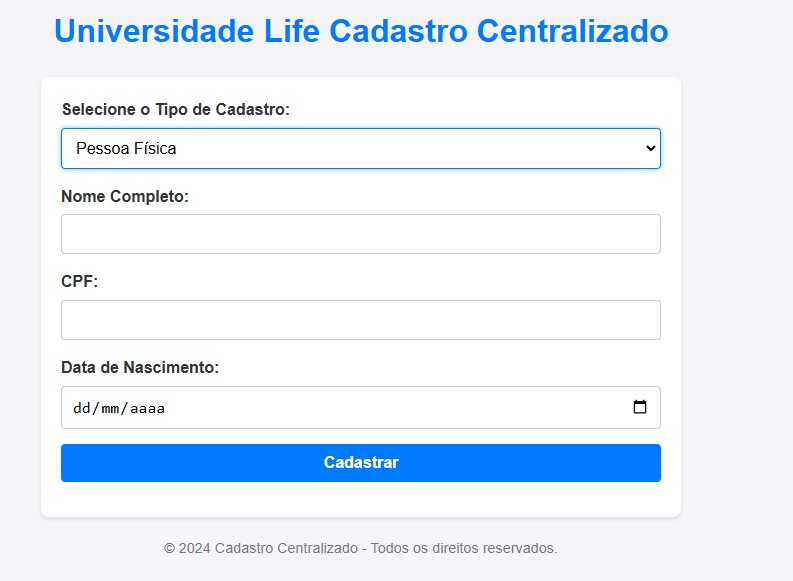 Universidade Life Cadastro Centralizado
Selecione o Tipo de Cadastro:
Pessoa Física
Nome Completo:
CPF:
Data de Nascimento:
dd/mm/aaaa
Cadastrar
© 2024 Cadastro Centralizado - Todos os direitos reservados.